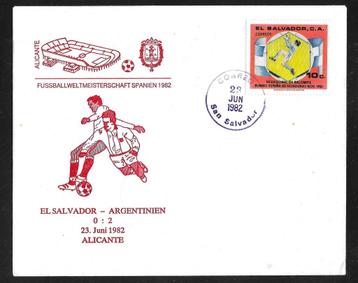 ALICANTE
FUSSBALLWELTMEISTERSCHAFT SPANIEN 1982
EL SALVADOR – ARGENTINIEN
0 : 2
23. Juni 1982
ALICANTE
EL SALVADOR, C.A.
CORREOS
10 c.
CORREOS
23
JUN
1982
San Salvador